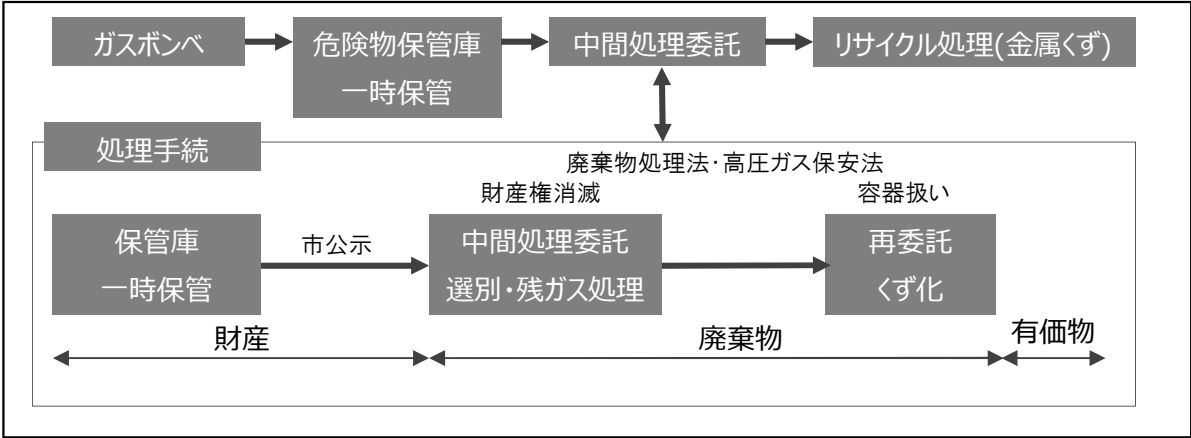 ガスボンベ
危険物保管庫
一時保管
中間処理委託
リサイクル処理(金属くず)
処理手続
廃棄物処理法・高圧ガス保安法
財産権消滅
容器扱い
保管庫
一時保管
市公示
中間処理委託
選別・残ガス処理
再委託
くず化
財産
廃棄物
有価物